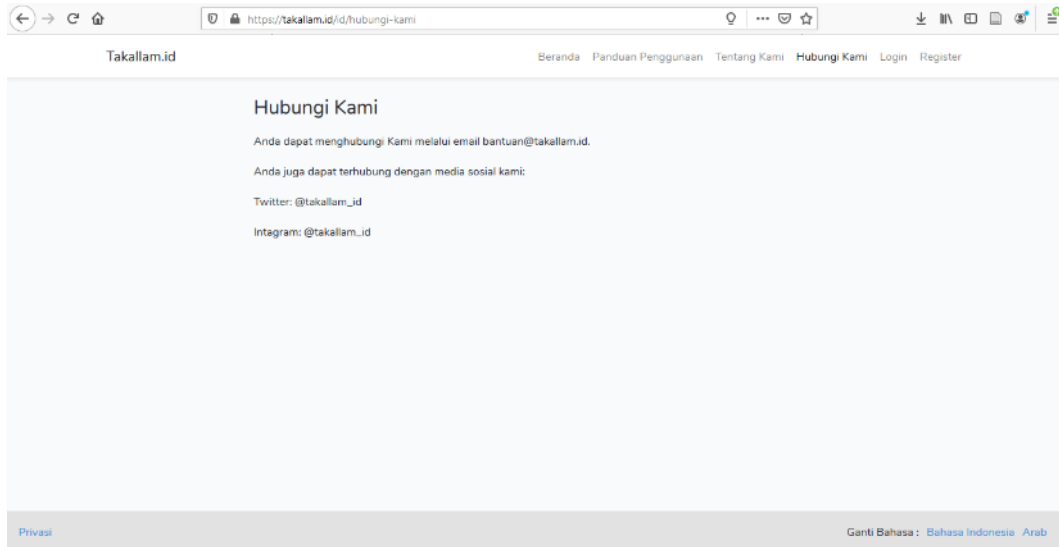 https://takallam.id/id/hubungi-kami
Takallam.id
Beranda Panduan Penggunaan Tentang Kami Hubungi Kami Login Register
Hubungi Kami
Anda dapat menghubungi Kami melalui email bantuan@takallam.id.
Anda juga dapat terhubung dengan media sosial kami:
Twitter: @takallam_id
Intagram: @takallam_id
Privasi
Ganti Bahasa : Bahasa Indonesia Arab